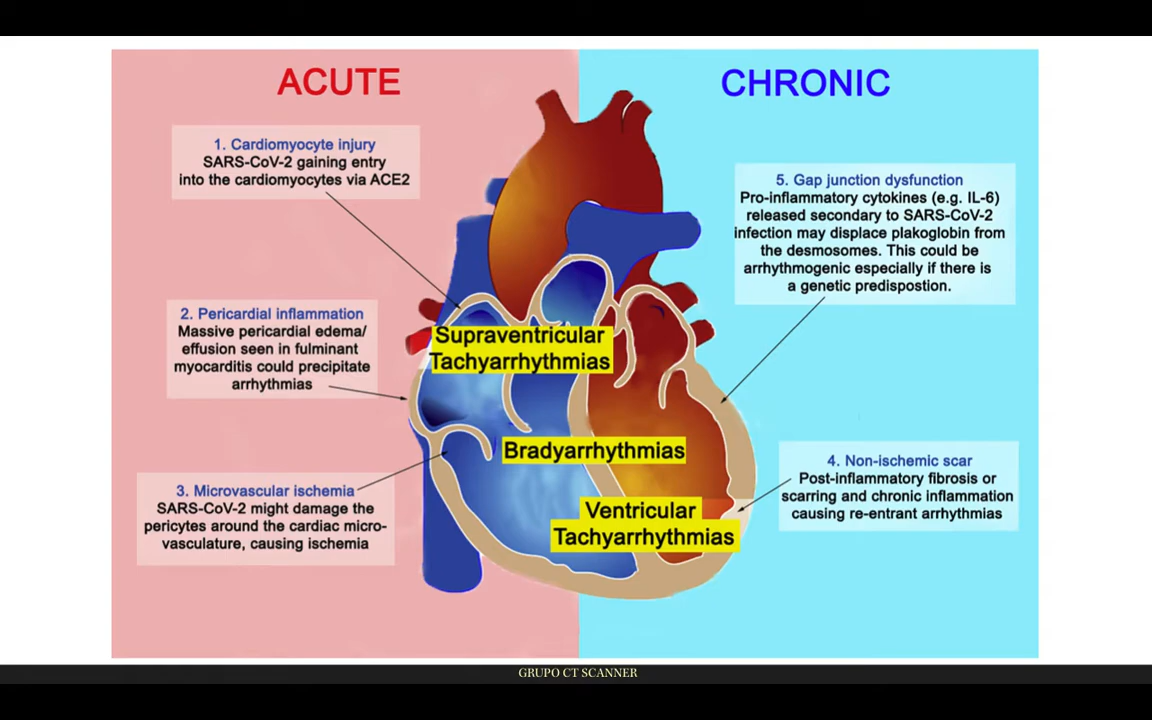 ACUTE
CHRONIC
1. Cardiomyocyte injury
SARS-CoV-2 gaining entry
into the cardiomyocytes via ACE2
2. Pericardial inflammation
Massive pericardial edema/
effusion seen in fulminant
myocarditis could precipitate
arrhythmias
3. Microvascular ischemia
SARS-CoV-2 might damage the
pericytes around the cardiac micro-
vasculature, causing ischemia
Supraventricular
Tachyarrhythmias
Bradyarrhythmias
Ventricular
Tachyarrhythmias
5. Gap junction dysfunction
Pro-inflammatory cytokines (e.g. IL-6)
released secondary to SARS-CoV-2
infection may displace plakoglobin from
the desmosomes. This could be
arrhythmogenic especially if there is
a genetic predispostion.
4. Non-ischemic scar
Post-inflammatory fibrosis or
scarring and chronic inflammation
causing re-entrant arrhythmias
GRUPO CT SCANNER